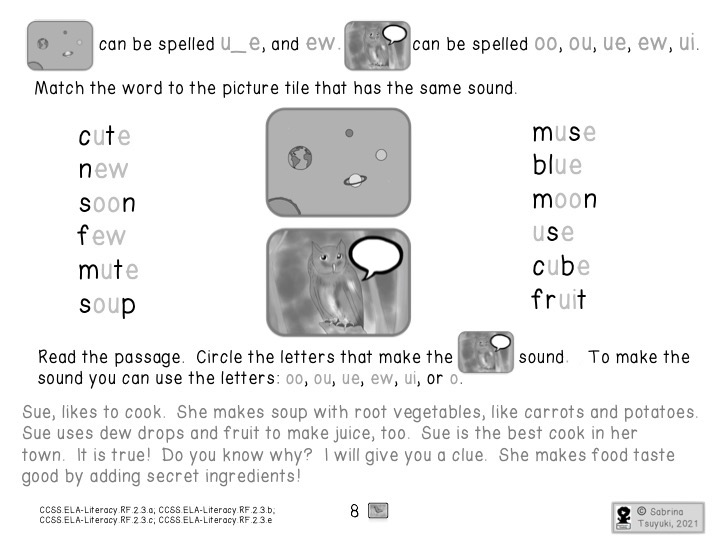 can be spelled u_e, and ew. can be spelled oo, ou, ue, ew, ui.
Match the word to the picture tile that has the same sound.
cute
new
soon
few
mute
soup
muse
blue
moon
use
cube
fruit
Read the passage. Circle the letters that make the sound. To make the
sound you can use the letters: oo, ou, ue, ew, ui, or o.
Sue, likes to cook. She makes soup with root vegetables, like carrots and potatoes.
Sue uses dew drops and fruit to make juice, too. Sue is the best cook in her
town. It is true! Do you know why? I will give you a clue. She makes food taste
good by adding secret ingredients!
CCSS.ELA-Literacy.RF.2.3.a; CCSS.ELA-Literacy.RF.2.3.b;
CCSS.ELA-Literacy.RF.2.3.c; CCSS.ELA-Literacy.RF.2.3.e
8
© Sabrina
Tsuyuki, 2021